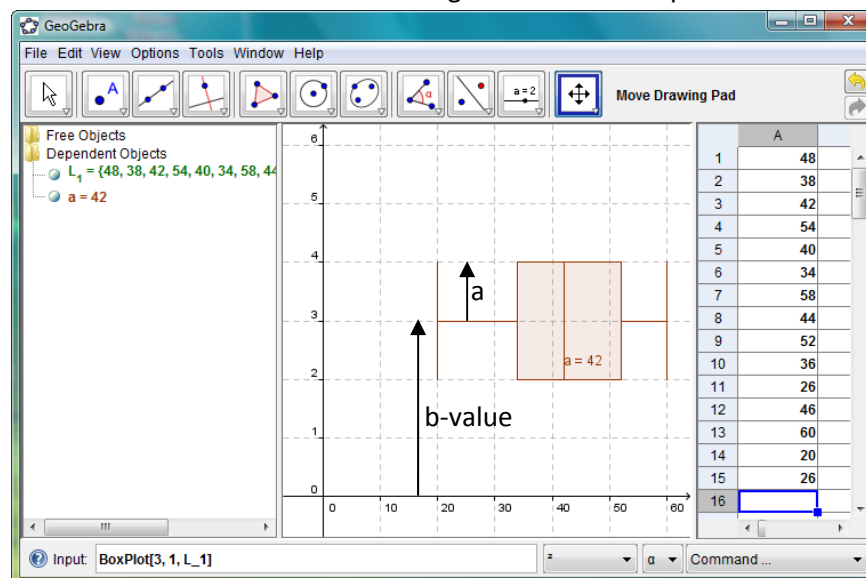 GeoGebra
File Edit View Options Tools Window Help
A
α
a=2
Move Drawing Pad
Free Objects
Dependent Objects
L1 = {48, 38, 42, 54, 40, 34, 58, 44
a = 42
6
5
4
3
2
1
0
0 10 20 30 40 50 60
a
b-value
a = 42
A
1 48
2 38
3 42
4 54
5 40
6 34
7 58
8 44
9 52
10 36
11 26
12 46
13 60
14 20
15 26
16
Input: BoxPlot[3, 1, L_1]
²
α
Command ...